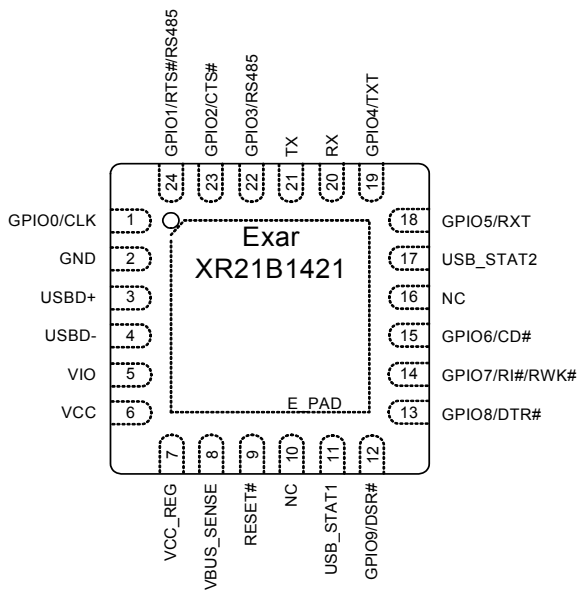 GPIO1/RTS#/RS485
GPIO2/CTS#
GPIO3/RS485
TX
RX
GPIO4/TXT
24
23
22
21
20
19
GPIO0/CLK 1
GND 2
USBD+ 3
USBD- 4
VIO 5
VCC 6
Exar
XR21B1421
E_PAD
18 GPIO5/RXT
17 USB_STAT2
16 NC
15 GPIO6/CD#
14 GPIO7/RI#/RWK#
13 GPIO8/DTR#
7
8
9
10
11
12
VCC_REG
VBUS_SENSE
RESET#
NC
USB_STAT1
GPIO9/DSR#